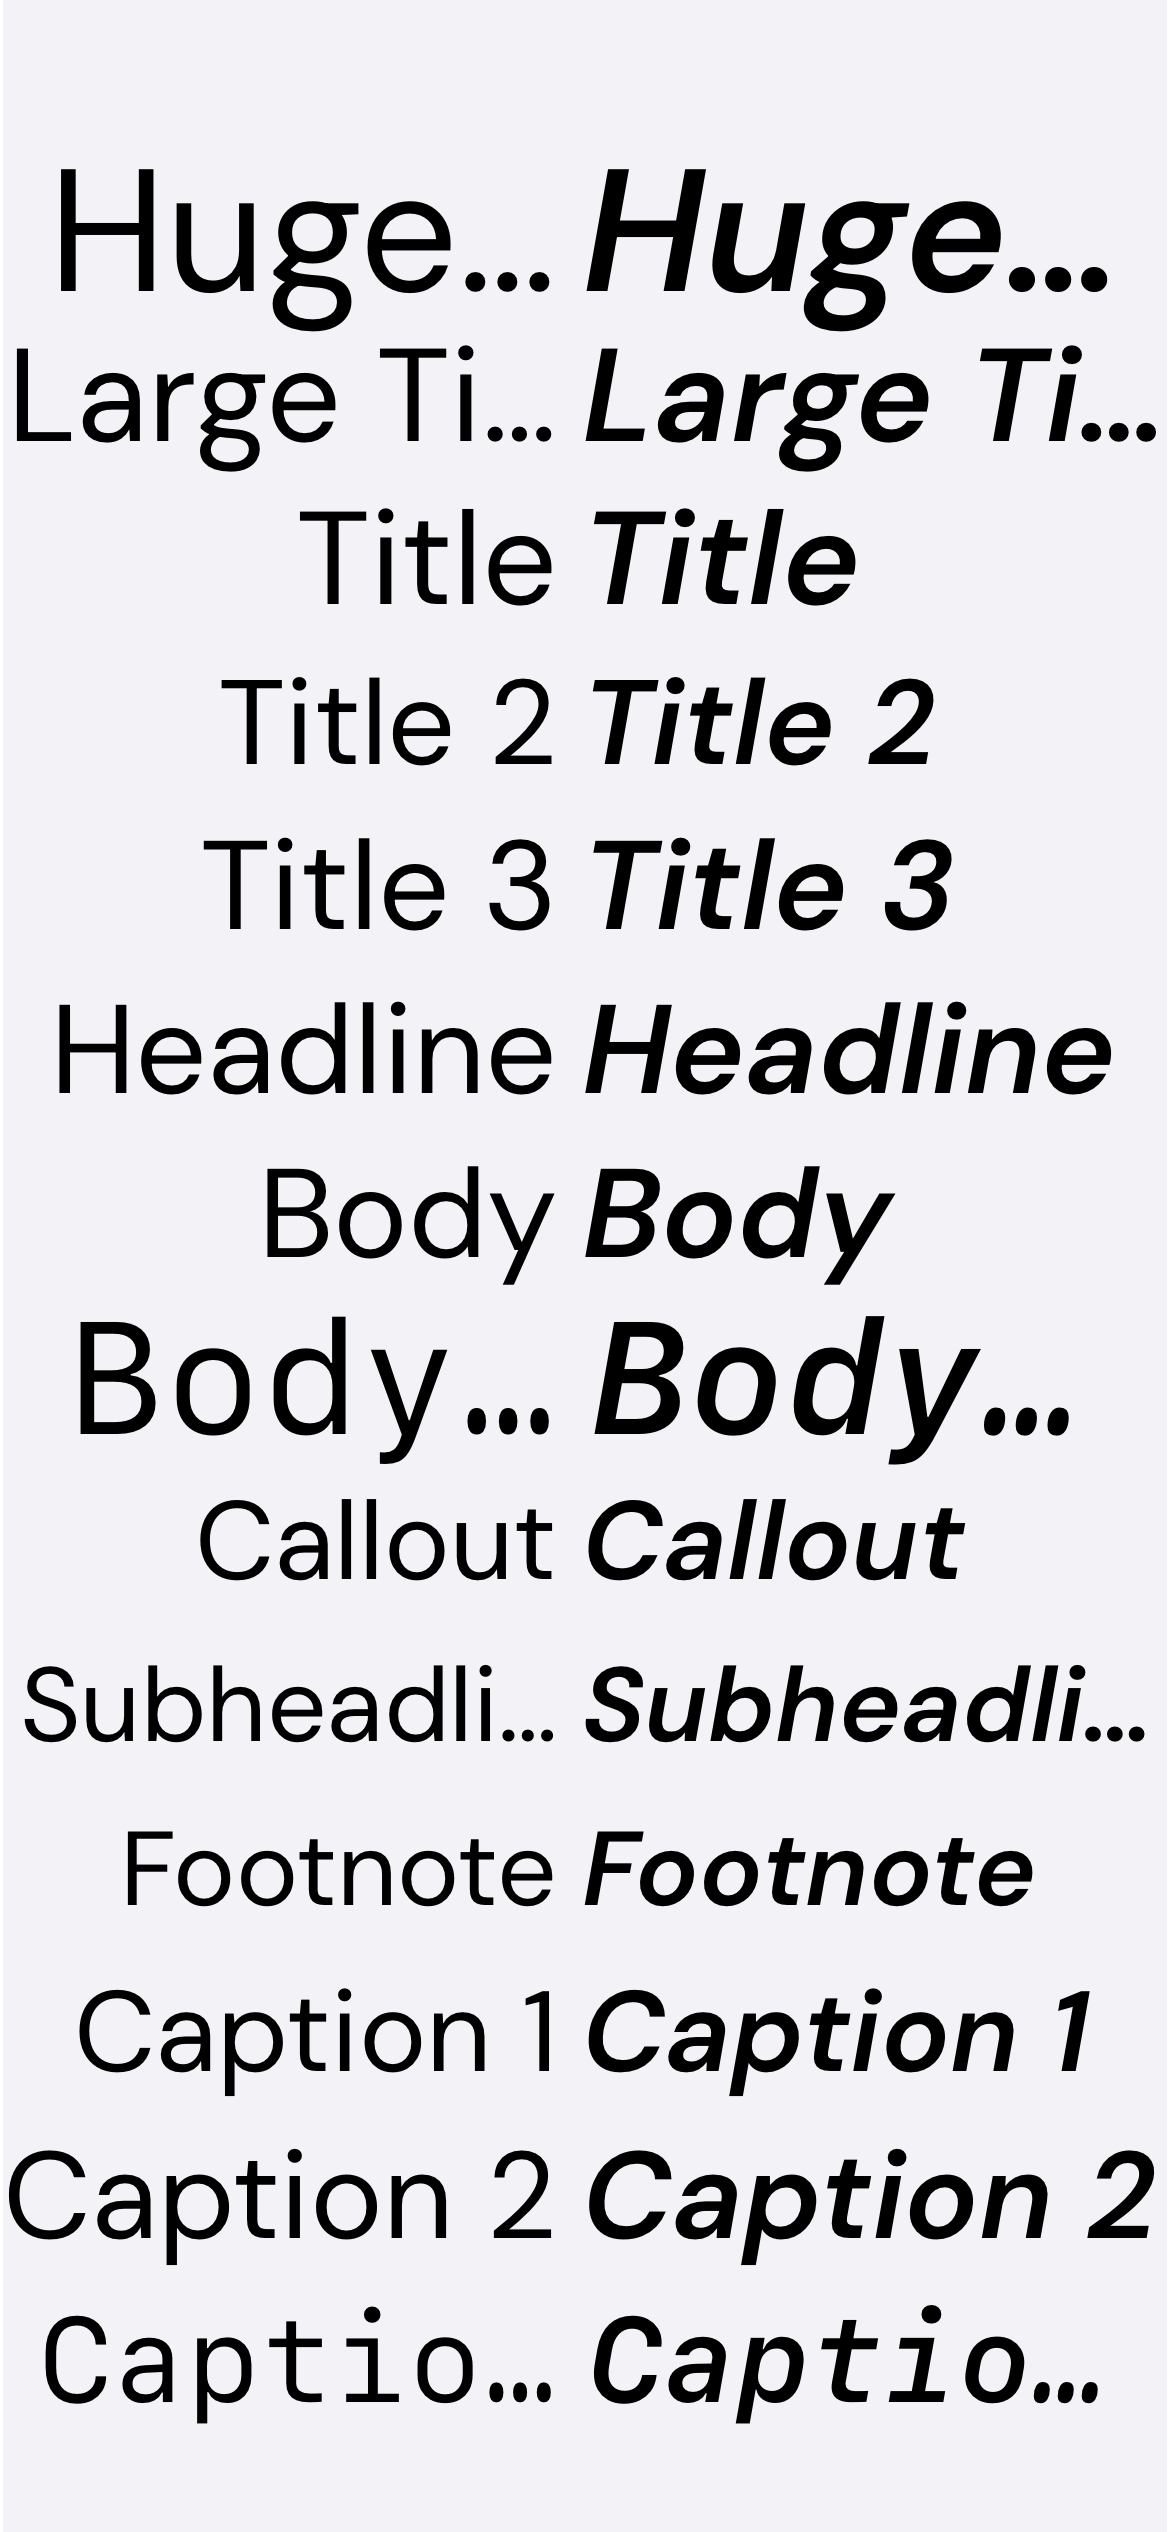 Huge… Huge…
Large Ti… Large Ti…
Title Title
Title 2 Title 2
Title 3 Title 3
Headline Headline
Body Body
Body… Body…
Callout Callout
Subheadli… Subheadli…
Footnote Footnote
Caption 1 Caption 1
Caption 2 Caption 2
Captio… Captio…